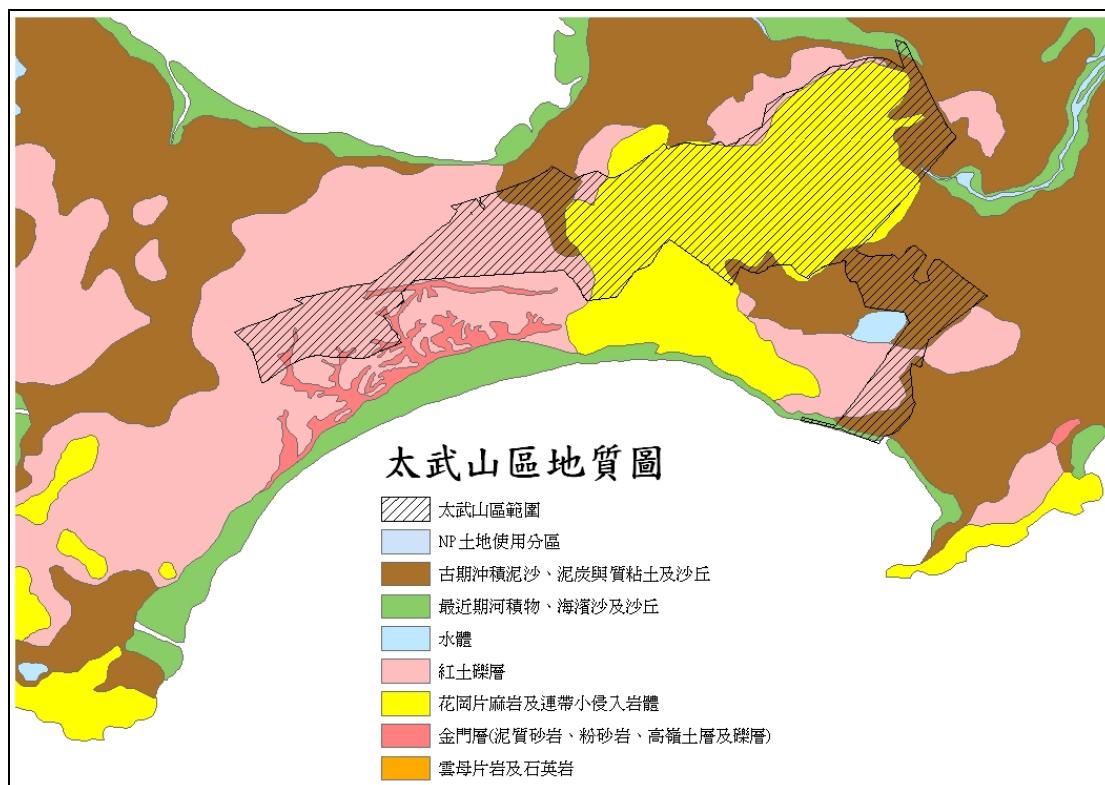 太武山區地質圖
太武山區範圍
NP土地使用分區
古期沖積泥沙、泥炭與質粘土及沙丘
最近期河積物、海濱沙及沙丘
水體
紅土礫層
花岡片麻岩及連帶小侵入岩體
金門層(泥質砂岩、粉砂岩、高嶺土層及礫層)
雲母片岩及石英岩